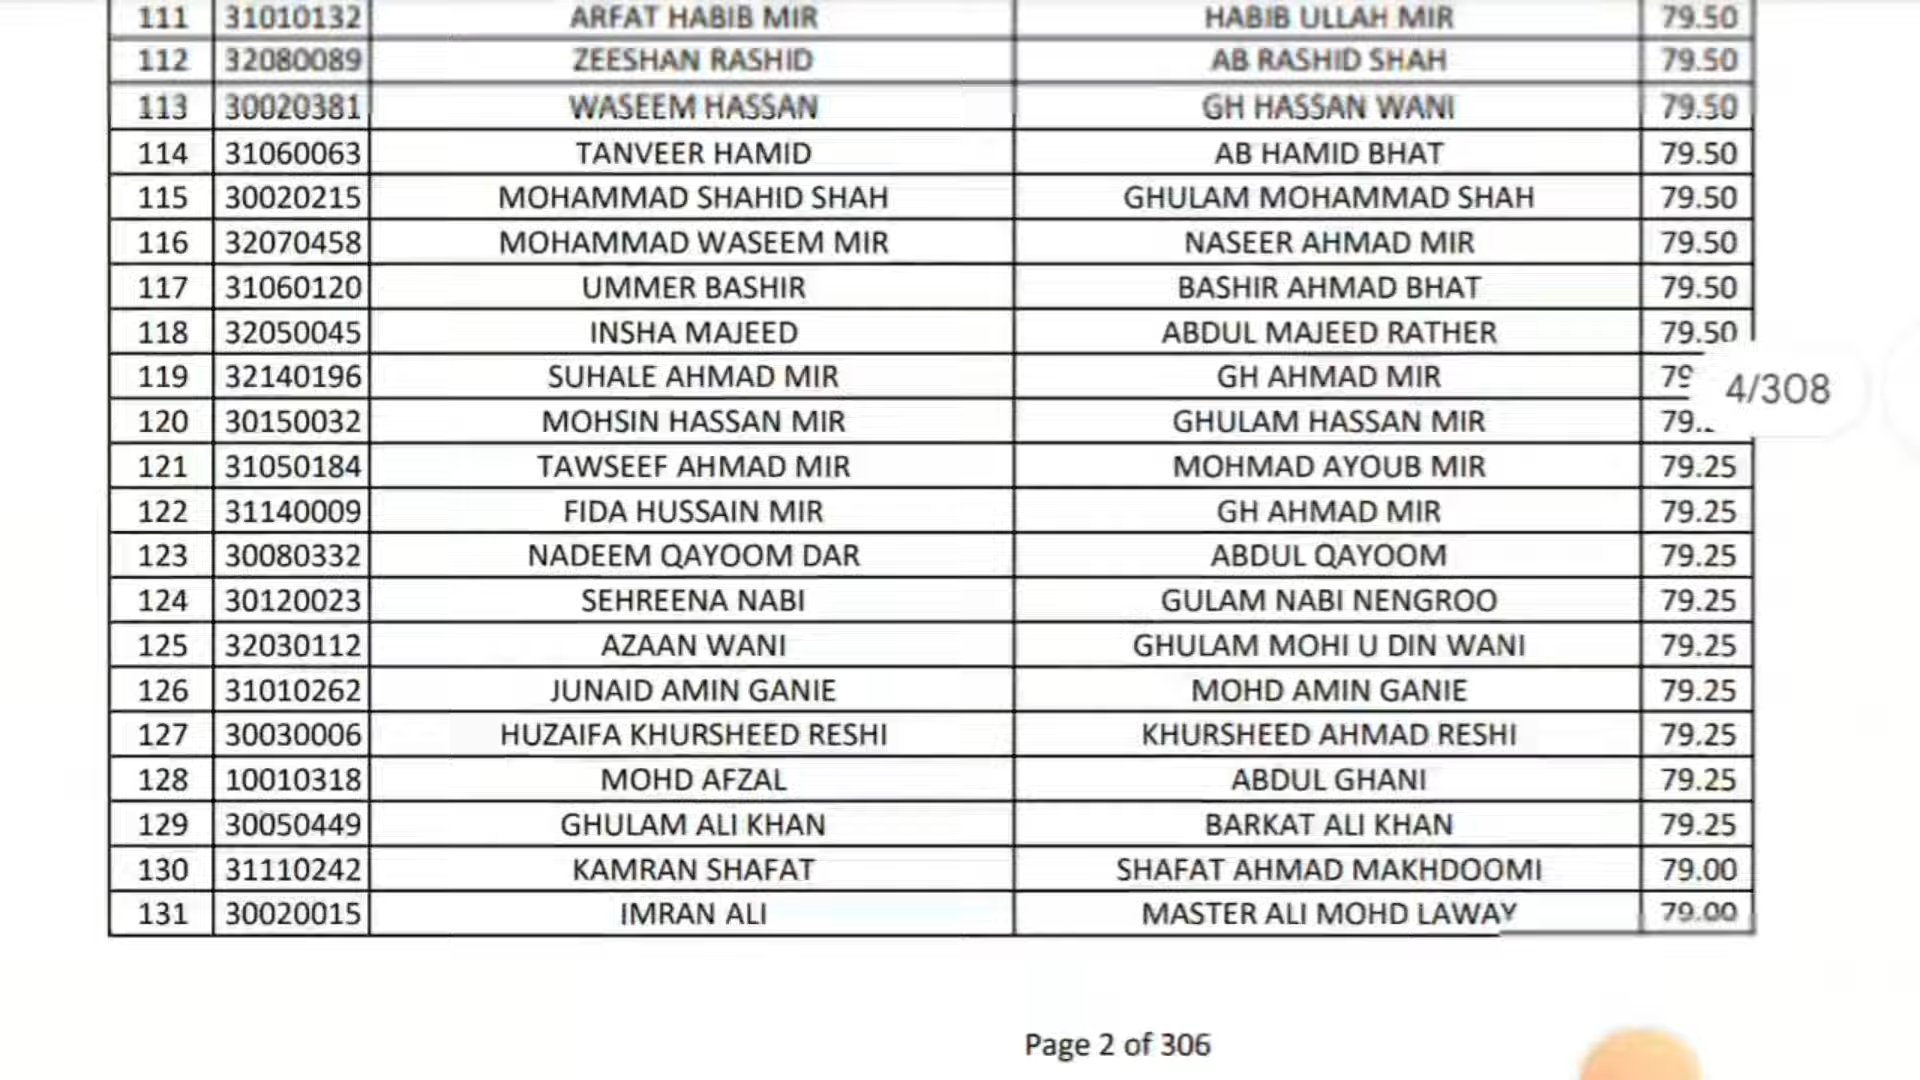 111 31010132 ARFAT HABIB MIR HABIB ULLAH MIR 79.50
112 32080089 ZEESHAN RASHID AB RASHID SHAH 79.50
113 30020381 WASEEM HASSAN GH HASSAN WANI 79.50
114 31060063 TANVEER HAMID AB HAMID BHAT 79.50
115 30020215 MOHAMMAD SHAHID SHAH GHULAM MOHAMMAD SHAH 79.50
116 32070458 MOHAMMAD WASEEM MIR NASEER AHMAD MIR 79.50
117 31060120 UMMER BASHIR BASHIR AHMAD BHAT 79.50
118 32050045 INSHA MAJEED ABDUL MAJEED RATHER 79.50
119 32140196 SUHALE AHMAD MIR GH AHMAD MIR
4/308
120 30150032 MOHSIN HASSAN MIR GHULAM HASSAN MIR
121 31050184 TAWSEEF AHMAD MIR MOHMAD AYOUB MIR 79.25
122 31140009 FIDA HUSSAIN MIR GH AHMAD MIR 79.25
123 30080332 NADEEM QAYOOM DAR ABDUL QAYOOM 79.25
124 30120023 SEHREENA NABI GULAM NABI NENGROO 79.25
125 32030112 AZAAN WANI GHULAM MOHI U DIN WANI 79.25
126 31010262 JUNAID AMIN GANIE MOHD AMIN GANIE 79.25
127 30030006 HUZAIFA KHURSHEED RESHI KHURSHEED AHMAD RESHI 79.25
128 10010318 MOHD AFZAL ABDUL GHANI 79.25
129 30050449 GHULAM ALI KHAN BARKAT ALI KHAN 79.25
130 31110242 KAMRAN SHAFAT SHAFAT AHMAD MAKHDOOMI 79.00
131 30020015 IMRAN ALI MASTER ALI MOHD LAWAY 79.00
Page 2 of 306